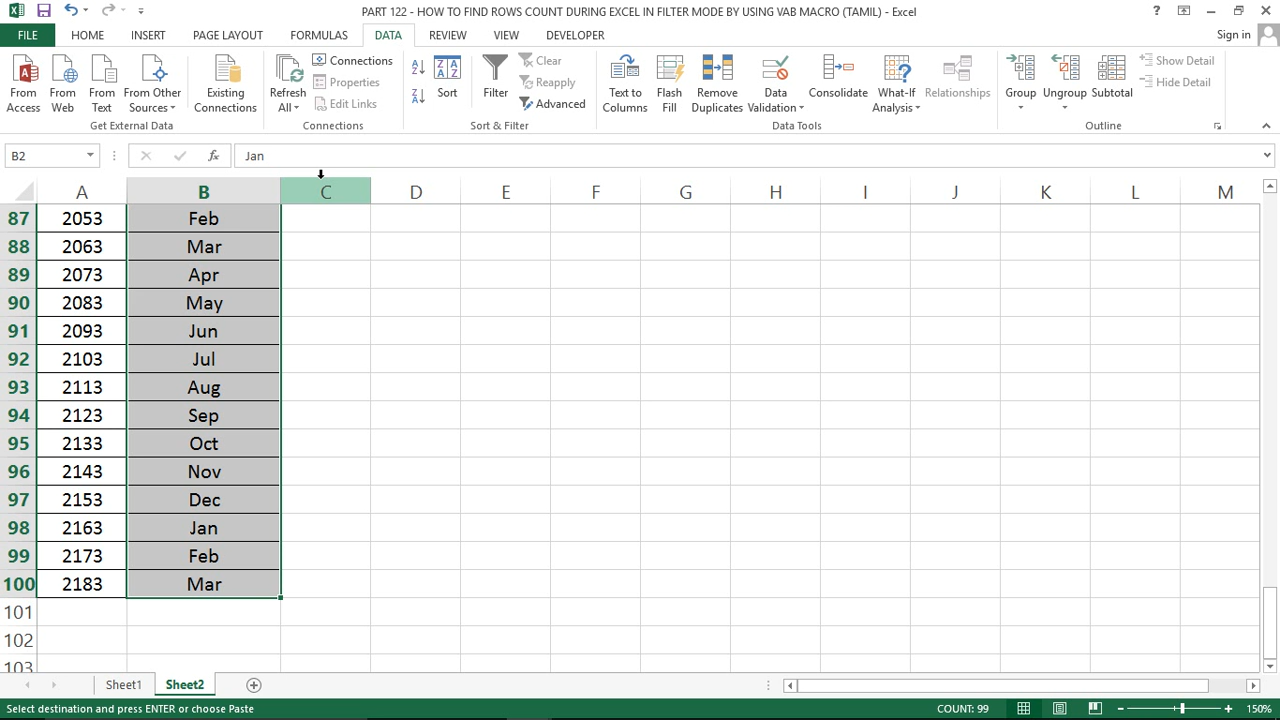 PART 122 - HOW TO FIND ROWS COUNT DURING EXCEL IN FILTER MODE BY USING VAB MACRO (TAMIL) - Excel
FILE HOME INSERT PAGE LAYOUT FORMULAS DATA REVIEW VIEW DEVELOPER Sign in
From Access
From Web
From Text
From Other Sources
Existing Connections
Get External Data
Refresh All
Connections
Properties
Edit Links
Connections
Sort
Filter
Clear
Reapply
Advanced
Sort & Filter
Text to Columns
Flash Fill
Remove Duplicates
Data Validation
Consolidate
What-If Analysis
Relationships
Data Tools
Group
Ungroup
Subtotal
Show Detail
Hide Detail
Outline
B2 fx Jan
A B C D E F G H I J K L M
87 2053 Feb
88 2063 Mar
89 2073 Apr
90 2083 May
91 2093 Jun
92 2103 Jul
93 2113 Aug
94 2123 Sep
95 2133 Oct
96 2143 Nov
97 2153 Dec
98 2163 Jan
99 2173 Feb
100 2183 Mar
101
102
103
Sheet1 Sheet2
Select destination and press ENTER or choose Paste COUNT: 99 150%